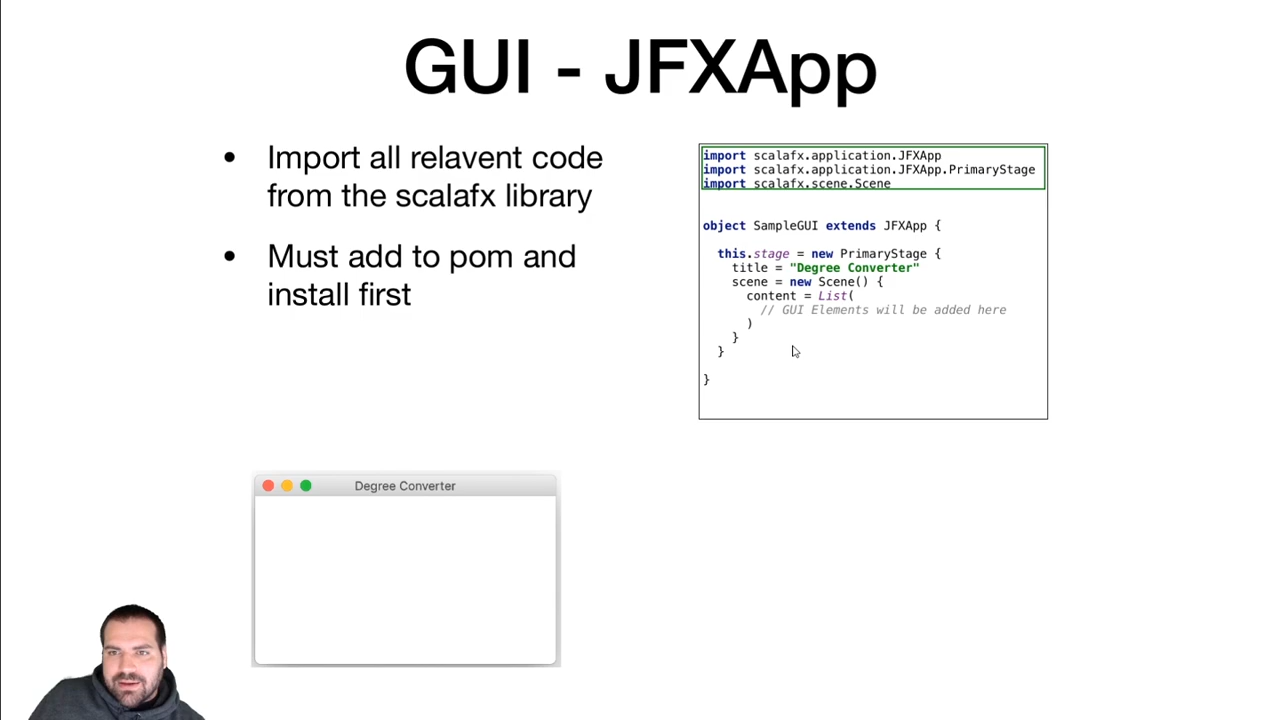 GUI - JFXApp
• Import all relavent code
from the scalafx library
• Must add to pom and
install first
import scalafx.application.JFXApp
import scalafx.application.JFXApp.PrimaryStage
import scalafx.scene.Scene
object SampleGUI extends JFXApp {
this.stage = new PrimaryStage {
title = "Degree Converter"
scene = new Scene() {
content = List(
// GUI Elements will be added here
)
}
}
}
Degree Converter